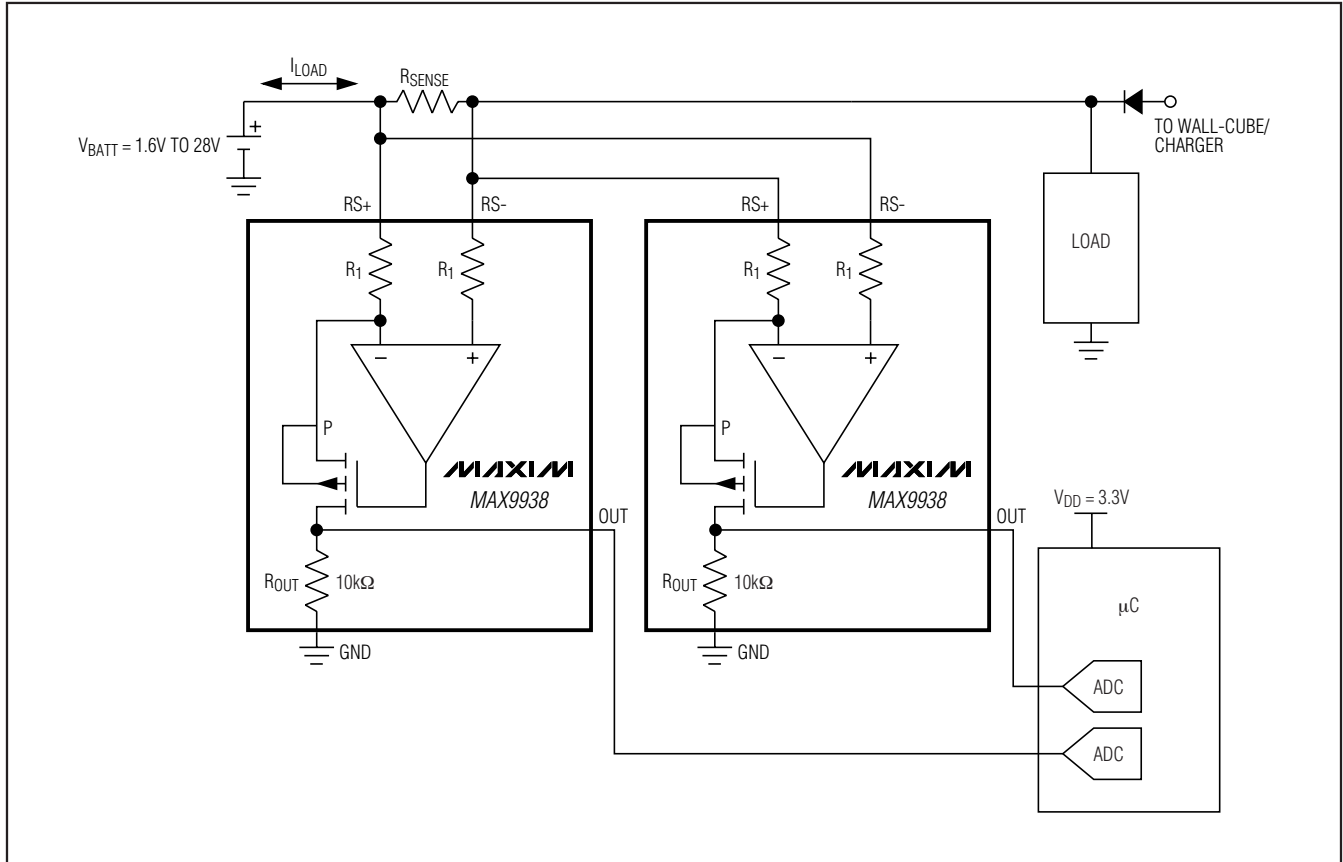 ILOAD
RSENSE
VBATT = 1.6V TO 28V
+
TO WALL-CUBE/
CHARGER
RS+
RS-
RS+
RS-
LOAD
R1
R1
R1
R1
−
+
−
+
P
P
MAXIM
MAX9938
MAXIM
MAX9938
VDD = 3.3V
OUT
OUT
ROUT
10kΩ
ROUT
10kΩ
µC
GND
GND
ADC
ADC